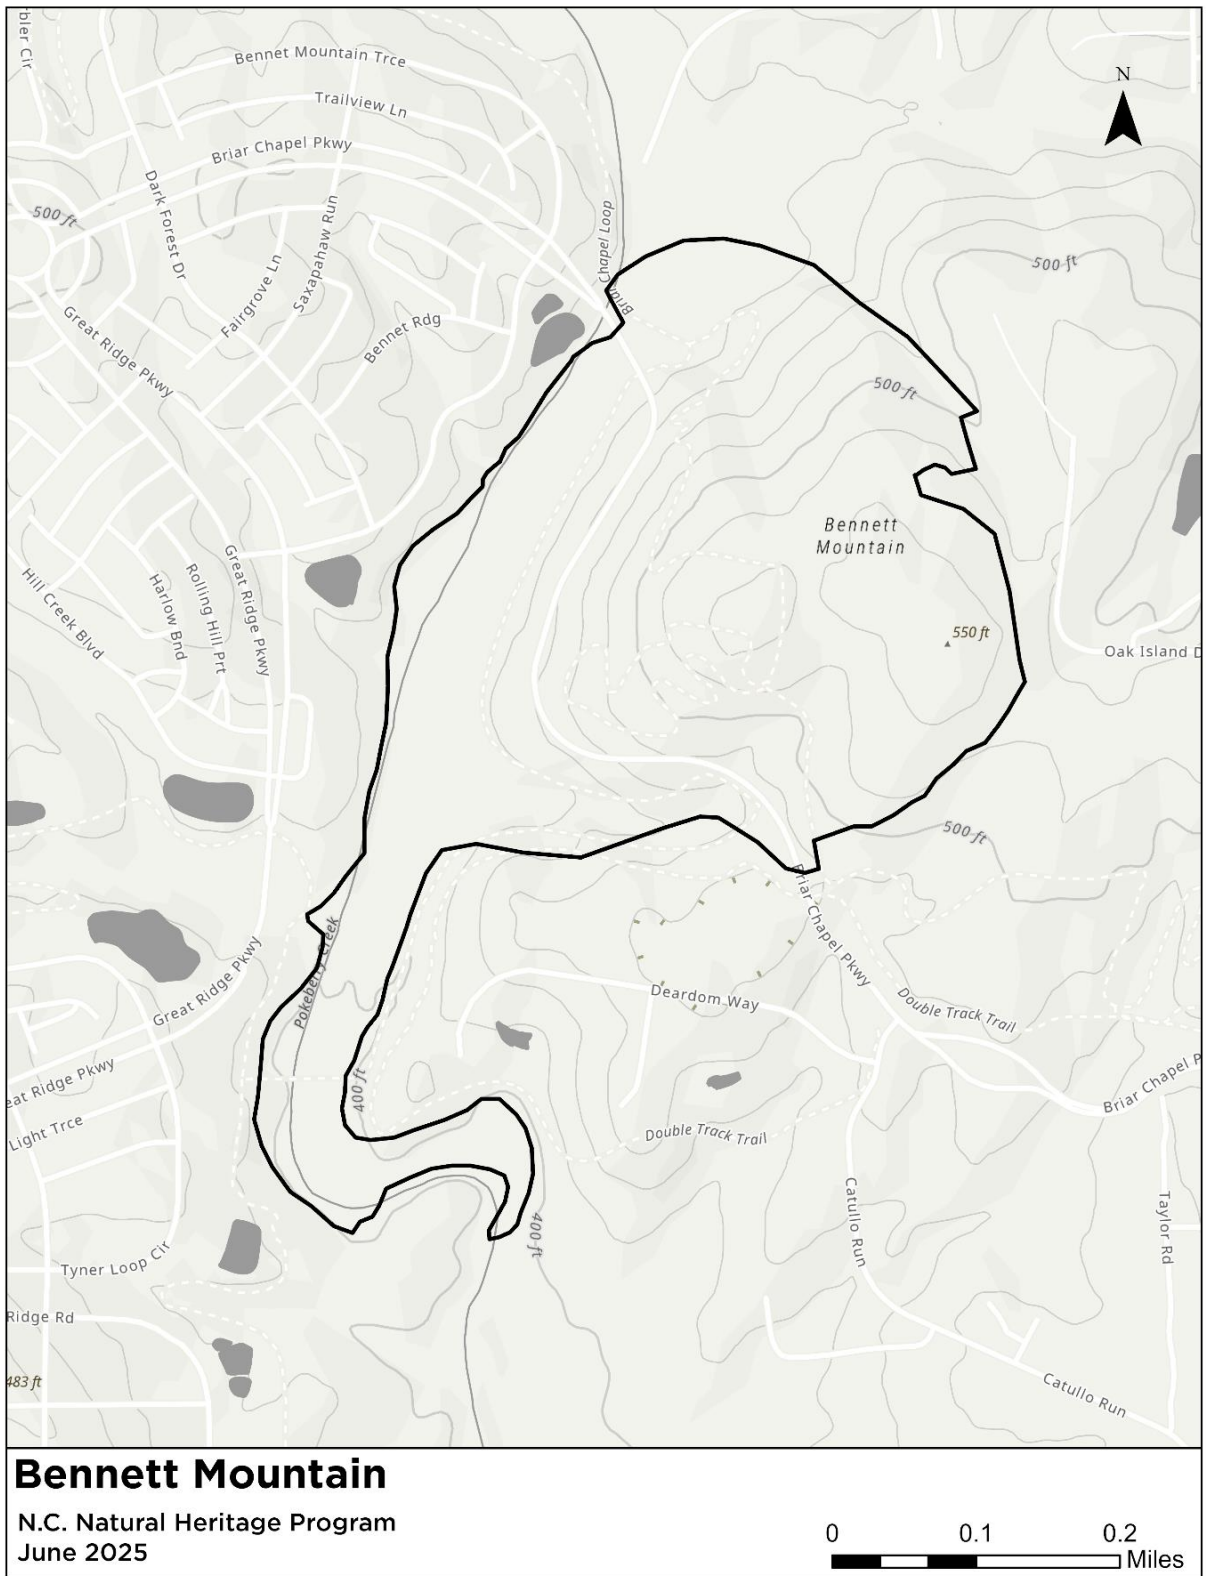 bler Cir
Bennet Mountain Trce
N
Trailview Ln
Briar Chapel Pkwy
Dark Forest Dr
500 ft
Saxapahaw Run
Briar Chapel Loop
500 ft
Fairgrove Ln
Great Ridge Pkwy
Bennet Rdg
500 ft
Bennett
Mountain
Great Ridge Pkwy
Rolling Hill Prt
Harlow Bnd
Hill Creek Blvd
550 ft
Oak Island D
500 ft
Briar Chapel Pkwy
Pokeberry Creek
Great Ridge Pkwy
Deardom Way
Double Track Trail
eat Ridge Pkwy
400 ft
Briar Chapel P
Light Trce
Double Track Trail
Catullo Run
Taylor Rd
400 ft
Tyner Loop Cir
Ridge Rd
483 ft
Catullo Run
Bennett Mountain
N.C. Natural Heritage Program
June 2025
0 0.1 0.2
Miles